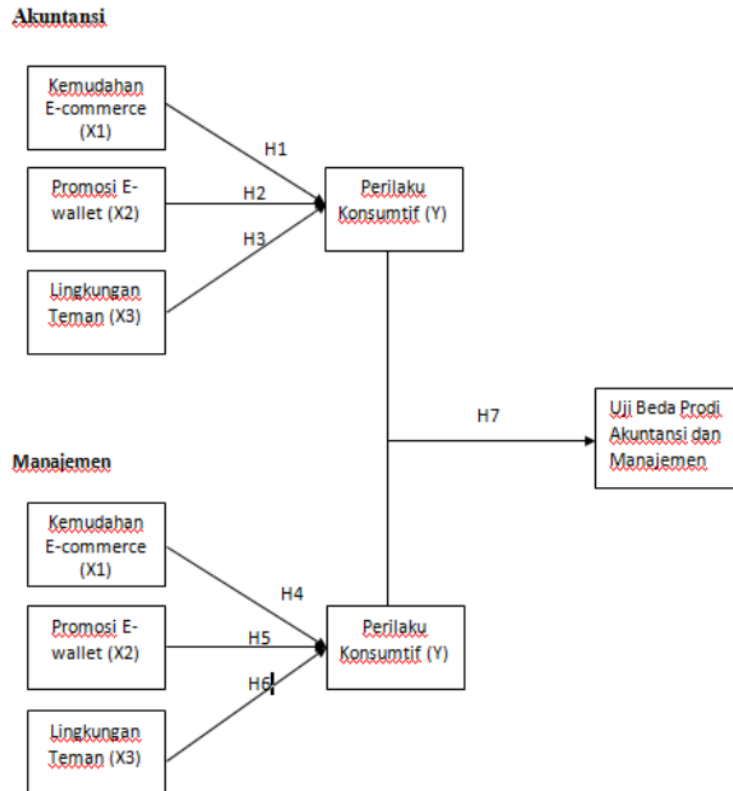 Akuntansi
Kemudahan
E-commerce
(X1)
H1
Promosi E-
wallet (X2)
H2
Perilaku
Konsumtif (Y)
H3
Lingkungan
Teman (X3)
H7
Uji Beda Prodi
Akuntansi dan
Manajemen
Manajemen
Kemudahan
E-commerce
(X1)
H4
Promosi E-
wallet (X2)
H5
Perilaku
Konsumtif (Y)
H6
Lingkungan
Teman (X3)